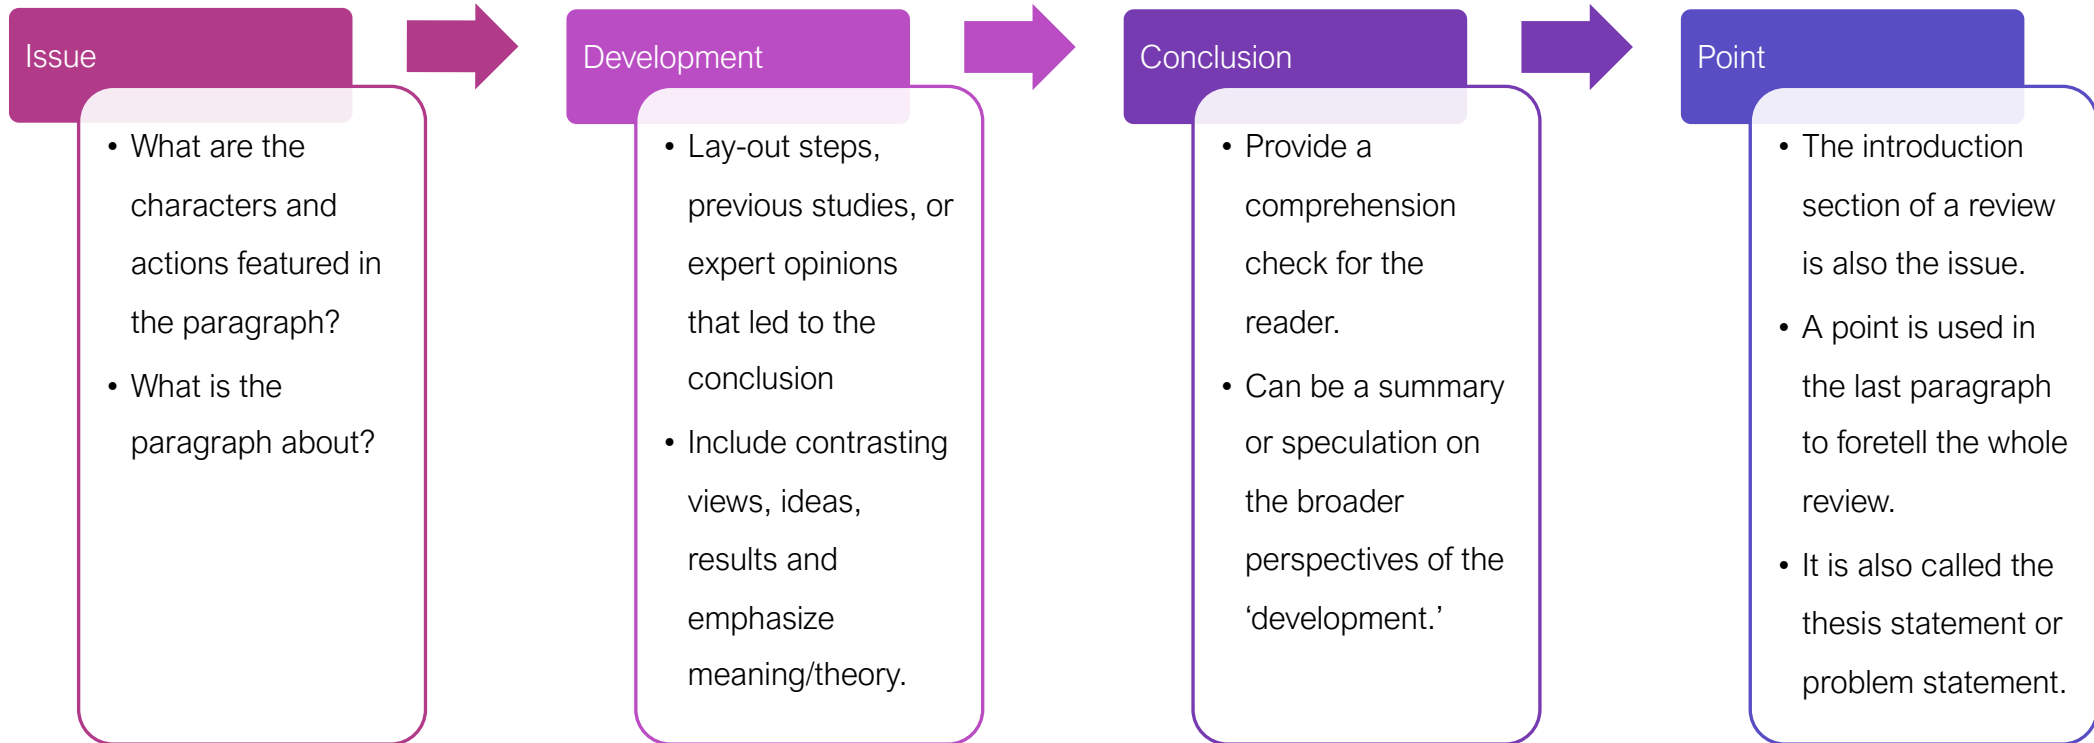 Issue
• What are the
characters and
actions featured in
the paragraph?
• What is the
paragraph about?
Development
• Lay-out steps,
previous studies, or
expert opinions
that led to the
conclusion
• Include contrasting
views, ideas,
results and
emphasize
meaning/theory.
Conclusion
• Provide a
comprehension
check for the
reader.
• Can be a summary
or speculation on
the broader
perspectives of the
‘development.’
Point
• The introduction
section of a review
is also the issue.
• A point is used in
the last paragraph
to foretell the whole
review.
• It is also called the
thesis statement or
problem statement.